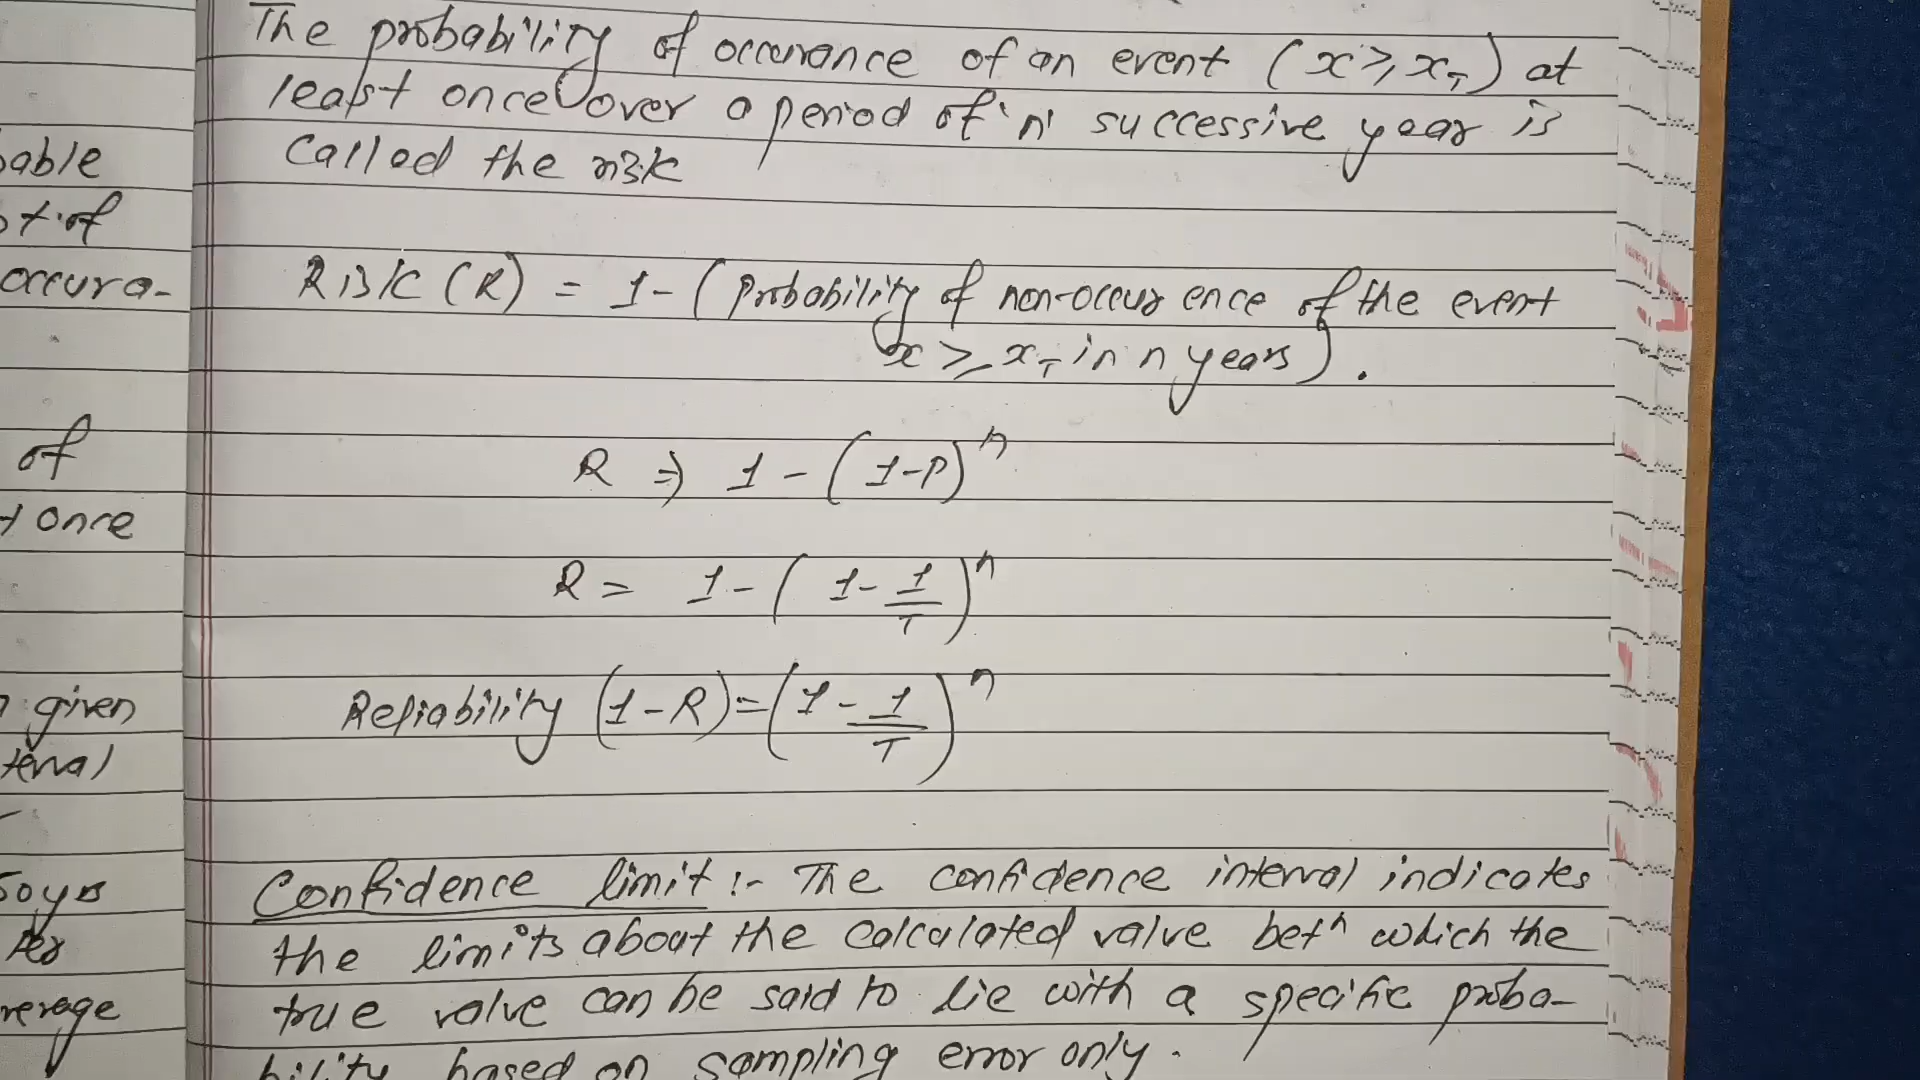 The probability of occurance of an event (x ≥ x_T) at
least once over a period of 'n' successive year is
called the risk
Risk (R) = 1 - (Probability of non-occurence of the event
x ≥ x_T in n years).
R ⇒ 1 - (1-P)^n
R = 1 - (1 - 1/T)^n
Reliability (1-R) = (1 - 1/T)^n
Confidence limit :- The confidence interval indicates
the limits about the calculated value betn which the
true value can be said to lie with a specific proba-
bility based on sampling error only.
able
of
occura-
of
once
given
50 yrs